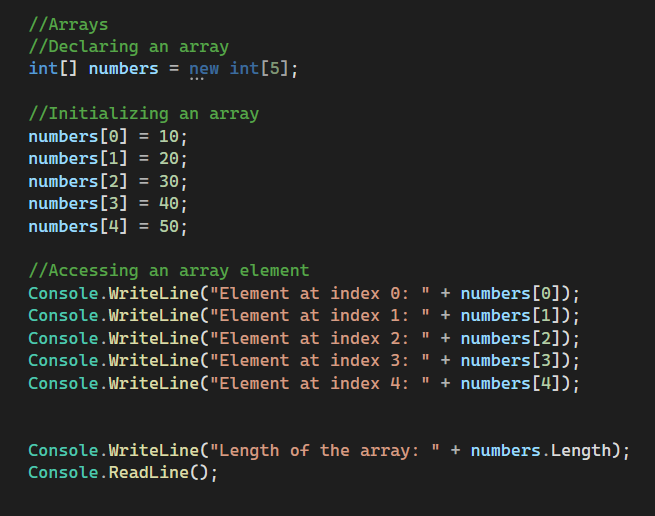 //Arrays
//Declaring an array
int[] numbers = new int[5];
//Initializing an array
numbers[0] = 10;
numbers[1] = 20;
numbers[2] = 30;
numbers[3] = 40;
numbers[4] = 50;
//Accessing an array element
Console.WriteLine("Element at index 0: " + numbers[0]);
Console.WriteLine("Element at index 1: " + numbers[1]);
Console.WriteLine("Element at index 2: " + numbers[2]);
Console.WriteLine("Element at index 3: " + numbers[3]);
Console.WriteLine("Element at index 4: " + numbers[4]);
Console.WriteLine("Length of the array: " + numbers.Length);
Console.ReadLine();